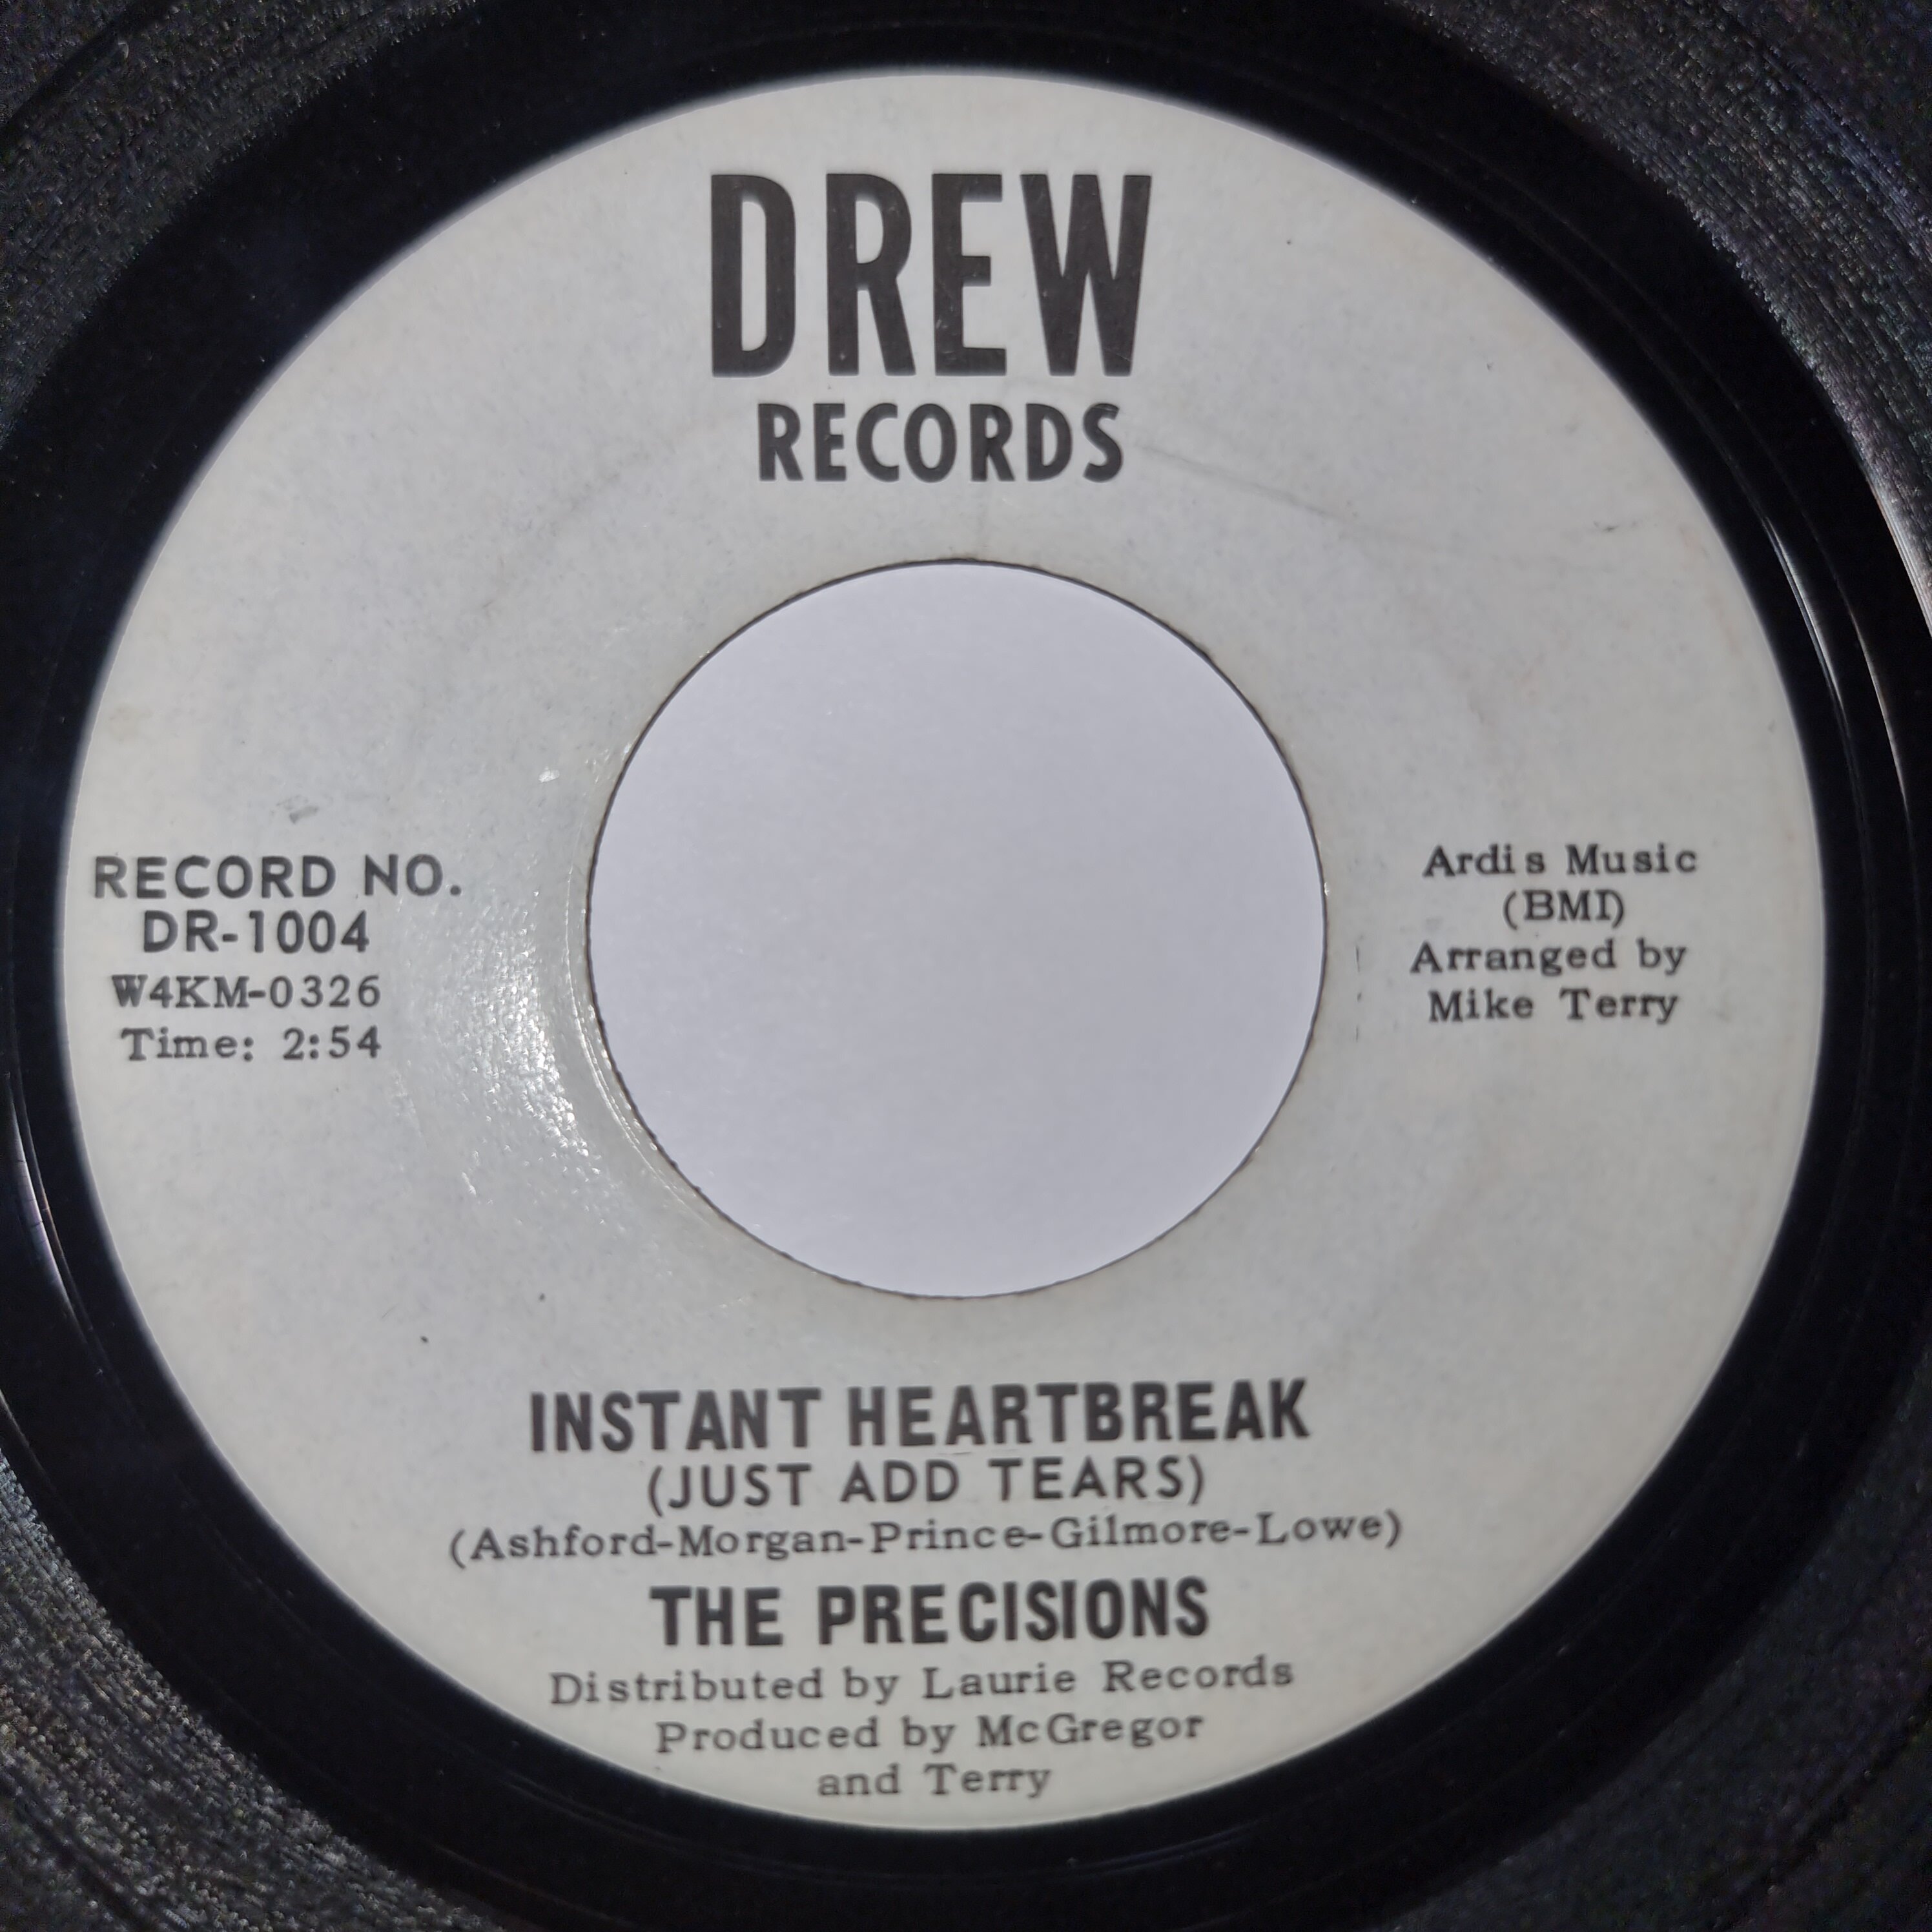 DREW
RECORDS
RECORD NO.
DR-1004
W4KM-0326
Time: 2:54
Ardis Music
(BMI)
Arranged by
Mike Terry
INSTANT HEARTBREAK
(JUST ADD TEARS)
(Ashford-Morgan-Prince-Gilmore-Lowe)
THE PRECISIONS
Distributed by Laurie Records
Produced by McGregor
and Terry